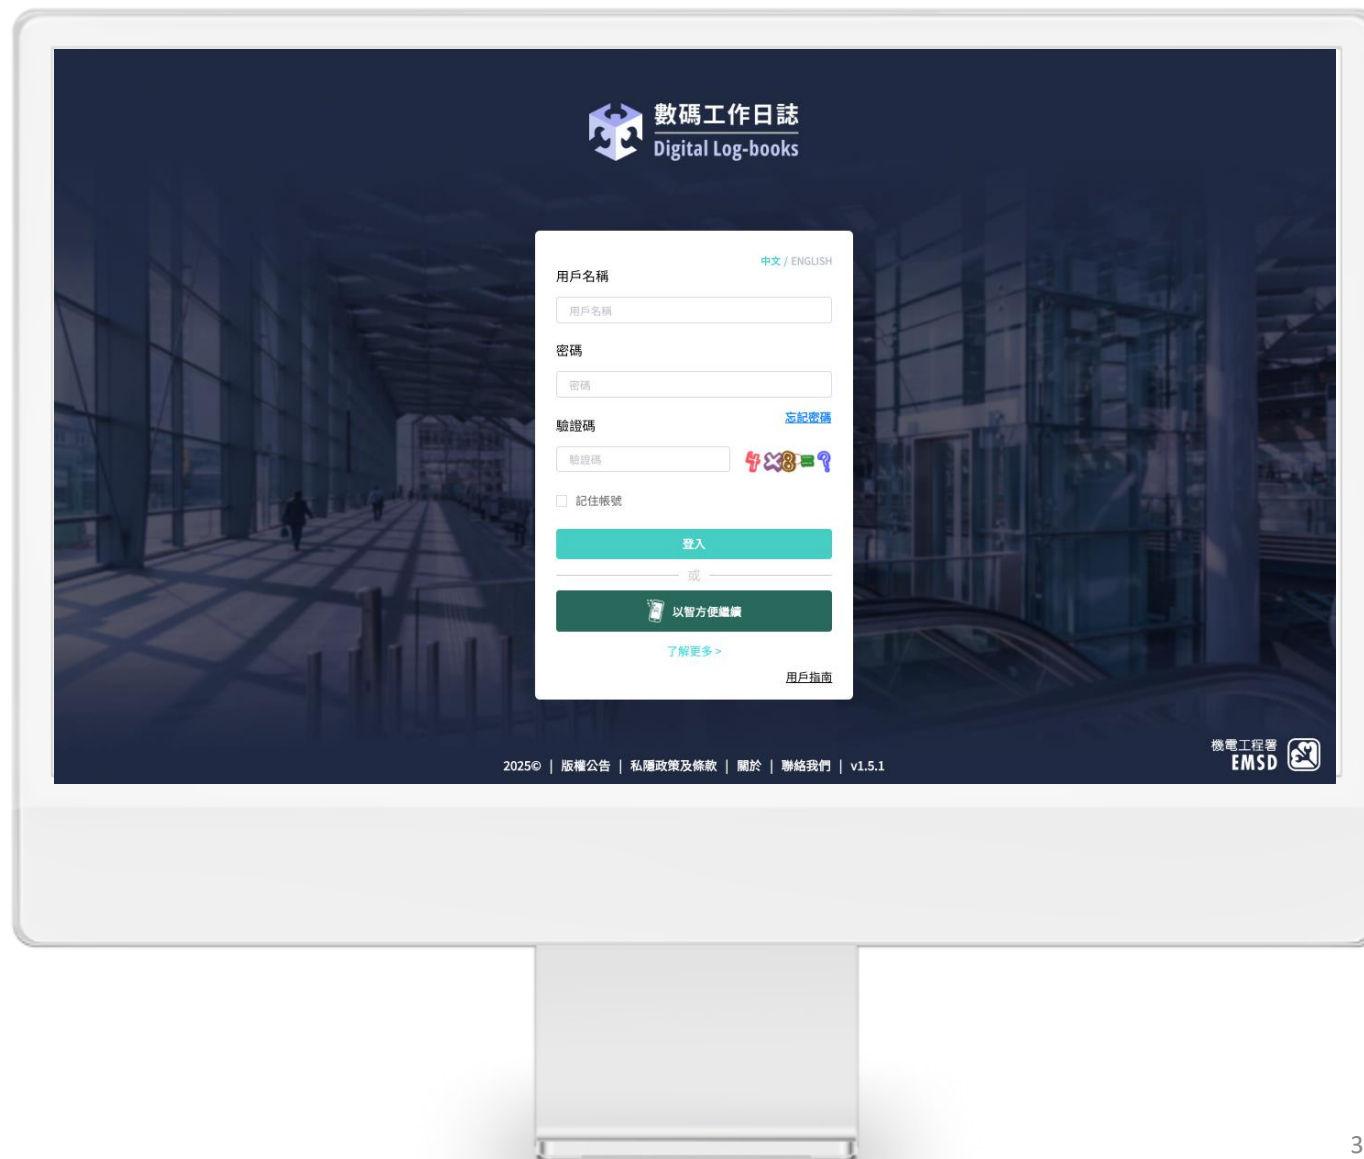 數碼工作日誌
Digital Log-books
中文 / ENGLISH
用戶名稱
用戶名稱
密碼
密碼
忘記密碼
驗證碼
驗證碼
4×8=?
記住帳號
登入
或
以智方便繼續
了解更多 >
用戶指南
機電工程署
EMSD
2025© | 版權公告 | 私隱政策及條款 | 關於 | 聯絡我們 | v1.5.1
3